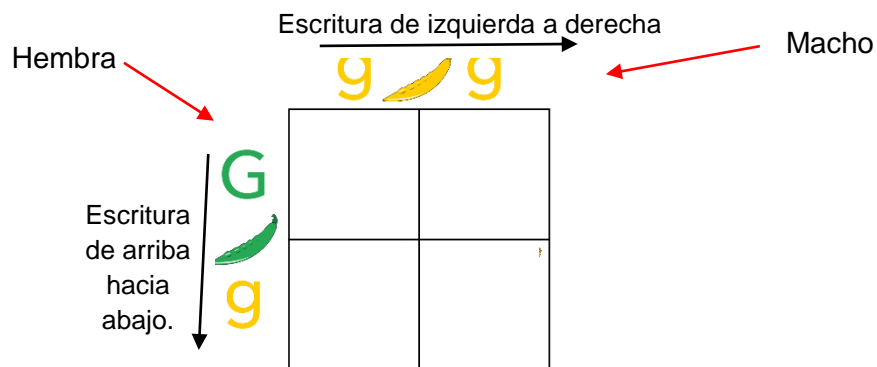 Escritura de izquierda a derecha
Hembra
Macho
g g
G
Escritura
de arriba
hacia
abajo.
g